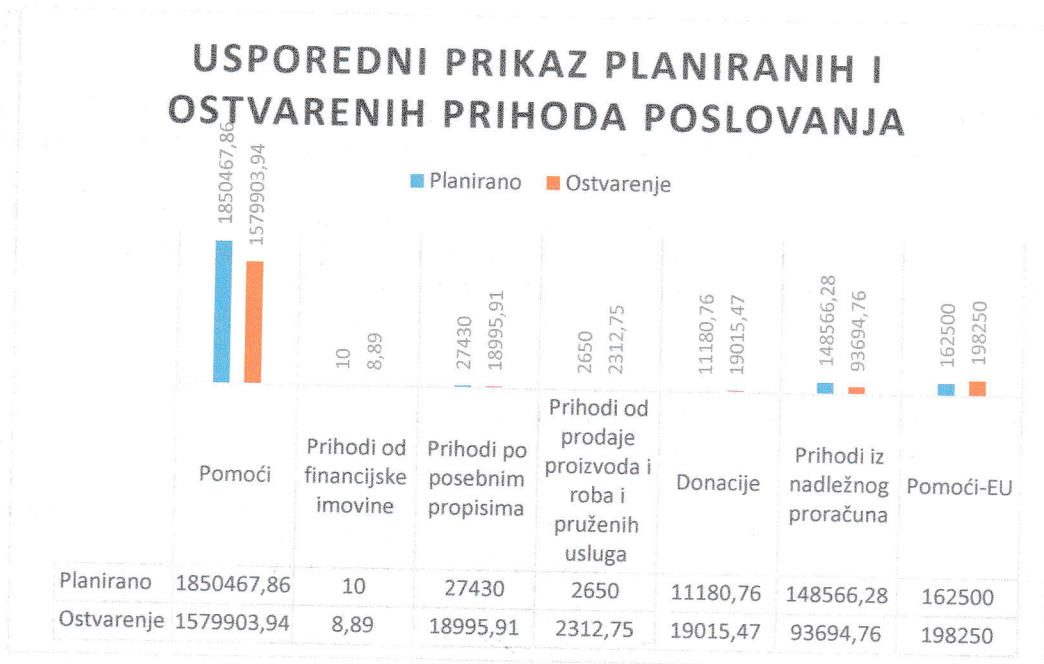 USPOREDNI PRIKAZ PLANIRANIH I
OSTVARENIH PRIHODA POSLOVANJA
Planirano Ostvarenje
1850467,86
1579903,94
10
8,89
27430
18995,91
2650
2312,75
11180,76
19015,47
148566,28
93694,76
162500
198250
Pomoći
Prihodi od
financijske
imovine
Prihodi po
posebnim
propisima
Prihodi od
prodaje
proizvoda i
roba i
pruženih
usluga
Donacije
Prihodi iz
nadležnog
proračuna
Pomoći-EU
Planirano 1850467,86 10 27430 2650 11180,76 148566,28 162500
Ostvarenje 1579903,94 8,89 18995,91 2312,75 19015,47 93694,76 198250